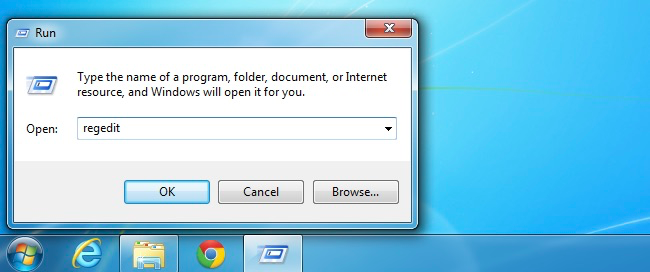 Run
Type the name of a program, folder, document, or Internet
resource, and Windows will open it for you.
Open: regedit
OK Cancel Browse...